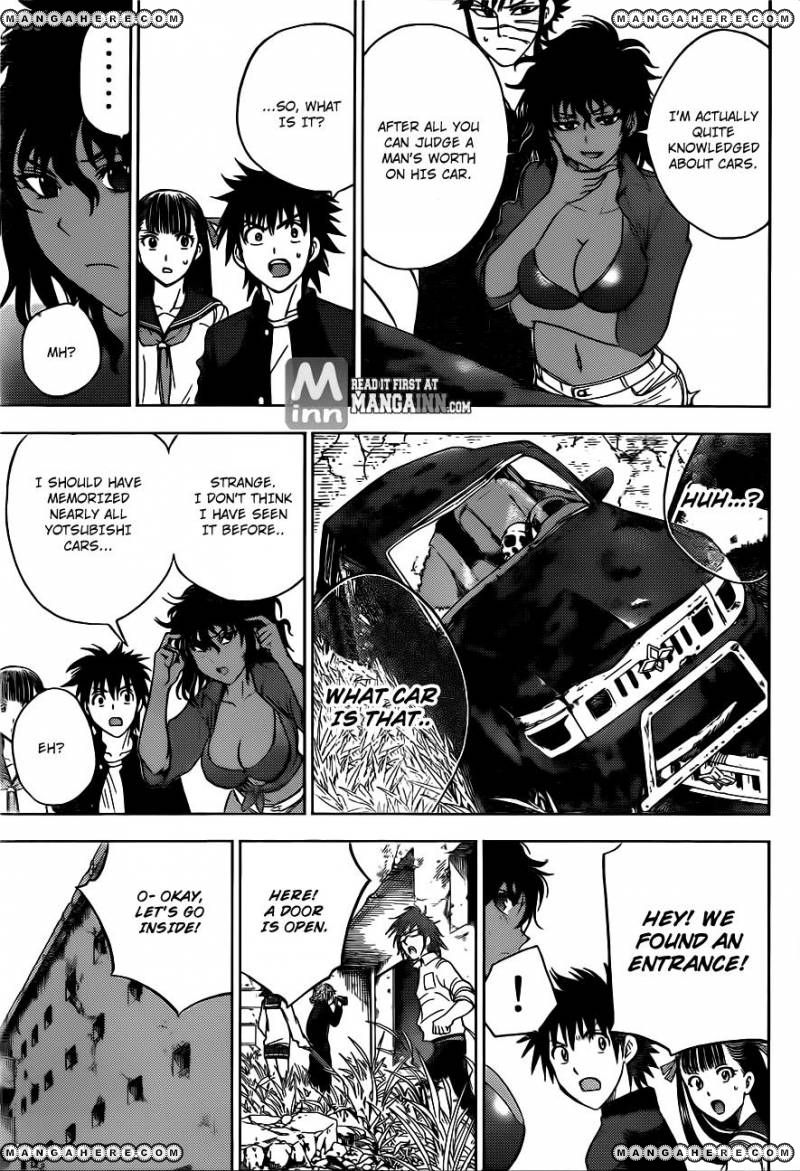 MANGAHERE.COM
MANGAHERE.COM
I'M ACTUALLY
QUITE
KNOWLEDGED
ABOUT CARS.
AFTER ALL YOU
CAN JUDGE A
MAN'S WORTH
ON HIS CAR.
...SO, WHAT
IS IT?
......
MH?
M
inn
READ IT FIRST AT
MANGAINN.COM
HUH...?
WHAT CAR
IS THAT..
STRANGE.
I DON'T THINK
I HAVE SEEN
IT BEFORE..
I SHOULD HAVE
MEMORIZED
NEARLY ALL
YOTSUBISHI
CARS...
EH?
HEY! WE
FOUND AN
ENTRANCE!
!
HERE!
A DOOR
IS OPEN.
O- OKAY,
LET'S GO
INSIDE!
MANGAHERE.COM
MANGAHERE.COM